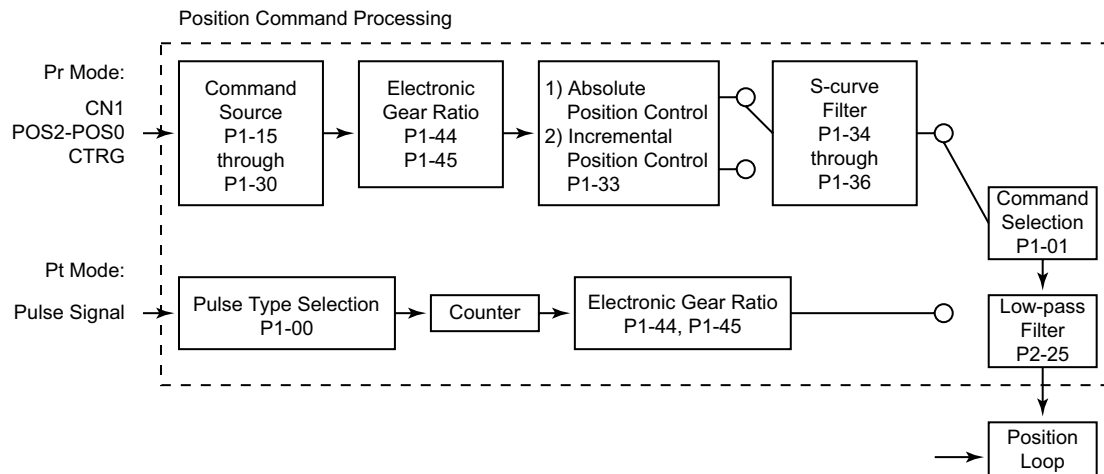 Position Command Processing
Pr Mode:
CN1
POS2-POS0
CTRG
Command
Source
P1-15
through
P1-30
Electronic
Gear Ratio
P1-44
P1-45
1) Absolute
Position Control
2) Incremental
Position Control
P1-33
S-curve
Filter
P1-34
through
P1-36
Command
Selection
P1-01
Pt Mode:
Pulse Signal
Pulse Type Selection
P1-00
Counter
Electronic Gear Ratio
P1-44, P1-45
Low-pass
Filter
P2-25
Position
Loop